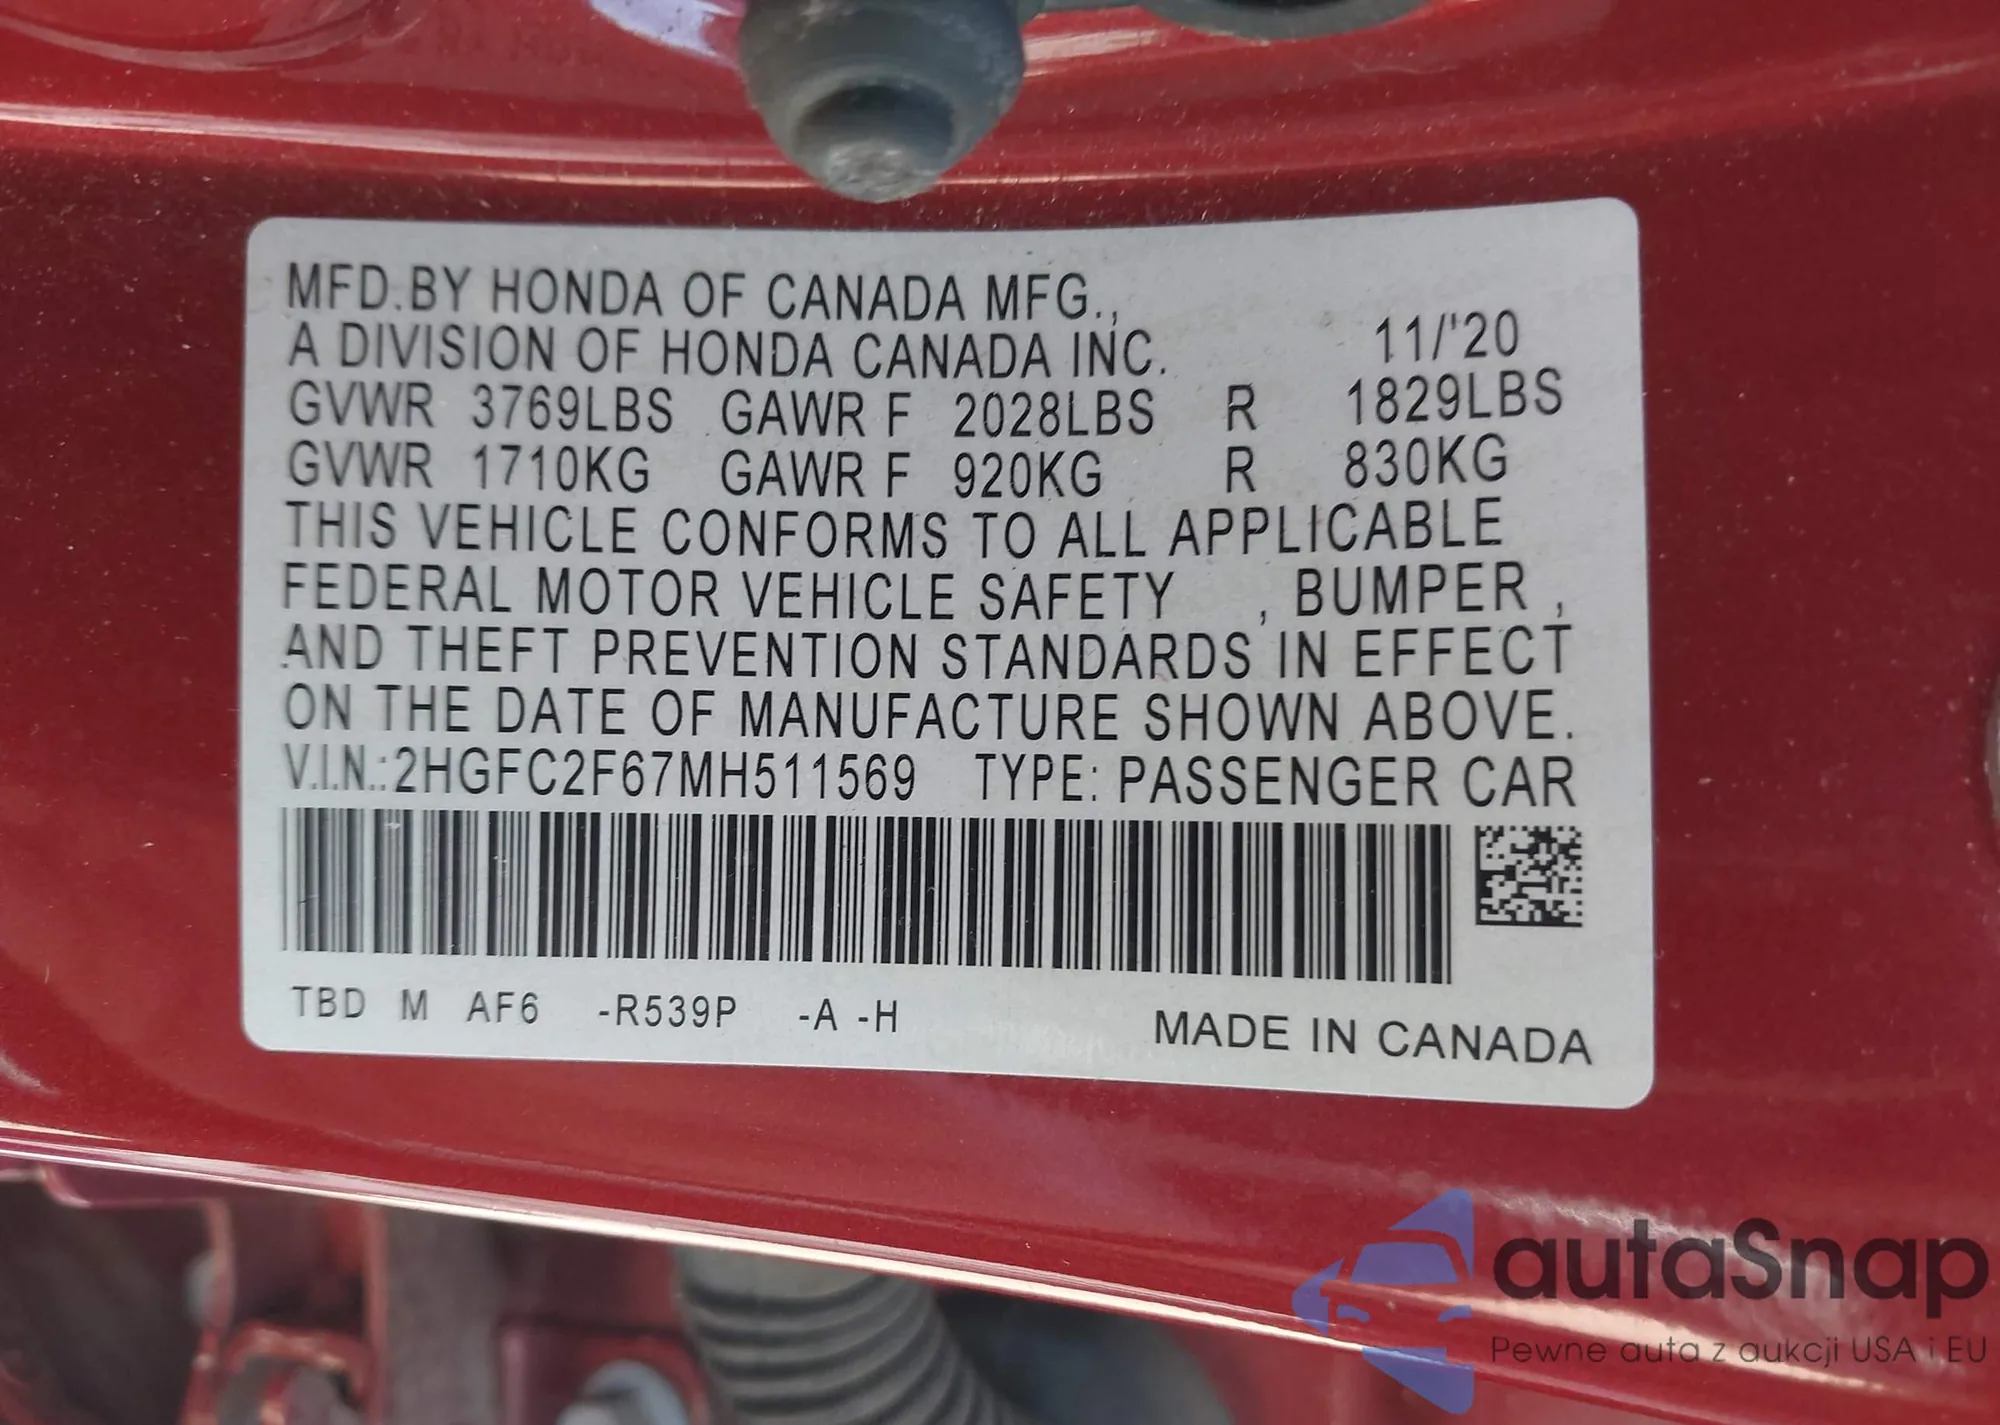 MFD.BY HONDA OF CANADA MFG.,
A DIVISION OF HONDA CANADA INC. 11/'20
GVWR 3769LBS GAWR F 2028LBS R 1829LBS
GVWR 1710KG GAWR F 920KG R 830KG
THIS VEHICLE CONFORMS TO ALL APPLICABLE
FEDERAL MOTOR VEHICLE SAFETY , BUMPER ,
AND THEFT PREVENTION STANDARDS IN EFFECT
ON THE DATE OF MANUFACTURE SHOWN ABOVE.
V.I.N.:2HGFC2F67MH511569 TYPE: PASSENGER CAR
TBD M AF6 -R539P -A -H
MADE IN CANADA
autaSnap
Pewne auta z aukcji USA i EU